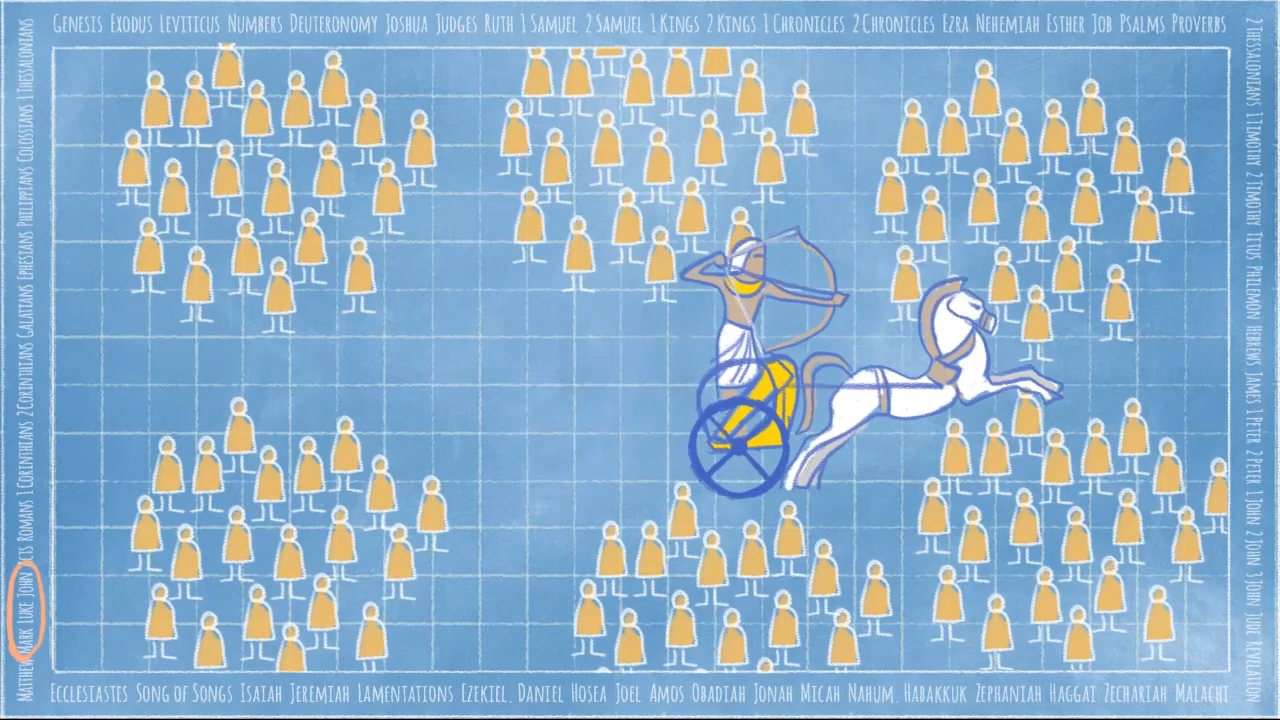 Genesis Exodus Leviticus Numbers Deuteronomy Joshua Judges Ruth 1 Samuel 2 Samuel 1 Kings 2 Kings 1 Chronicles 2 Chronicles Ezra Nehemiah Esther Job Psalms Proverbs
Ecclesiastes Song of Songs Isaiah Jeremiah Lamentations Ezekiel Daniel Hosea Joel Amos Obadiah Jonah Micah Nahum Habakkuk Zephaniah Haggai Zechariah Malachi
Matthew Mark Luke John Acts Romans 1 Corinthians 2 Corinthians Galatians Ephesians Philippians Colossians 1 Thessalonians
2 Thessalonians 1 Timothy 2 Timothy Titus Philemon Hebrews James 1 Peter 2 Peter 1 John 2 John 3 John Jude Revelation